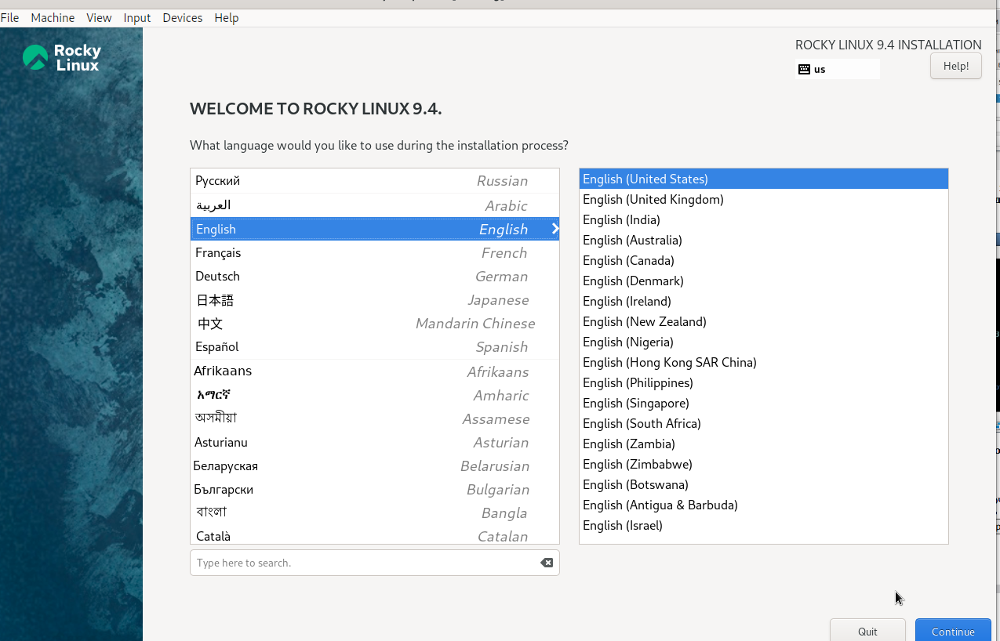 File Machine View Input Devices Help
Rocky
Linux
ROCKY LINUX 9.4 INSTALLATION
us
Help!
WELCOME TO ROCKY LINUX 9.4.
What language would you like to use during the installation process?
Русский Russian
العربية Arabic
English English
Français French
Deutsch German
日本語 Japanese
中文 Mandarin Chinese
Español Spanish
Afrikaans Afrikaans
አማርኛ Amharic
অসমীয়া Assamese
Asturianu Asturian
Беларуская Belarusian
Български Bulgarian
বাংলা Bangla
Català Catalan
Type here to search.
English (United States)
English (United Kingdom)
English (India)
English (Australia)
English (Canada)
English (Denmark)
English (Ireland)
English (New Zealand)
English (Nigeria)
English (Hong Kong SAR China)
English (Philippines)
English (Singapore)
English (South Africa)
English (Zambia)
English (Zimbabwe)
English (Botswana)
English (Antigua & Barbuda)
English (Israel)
Quit
Continue